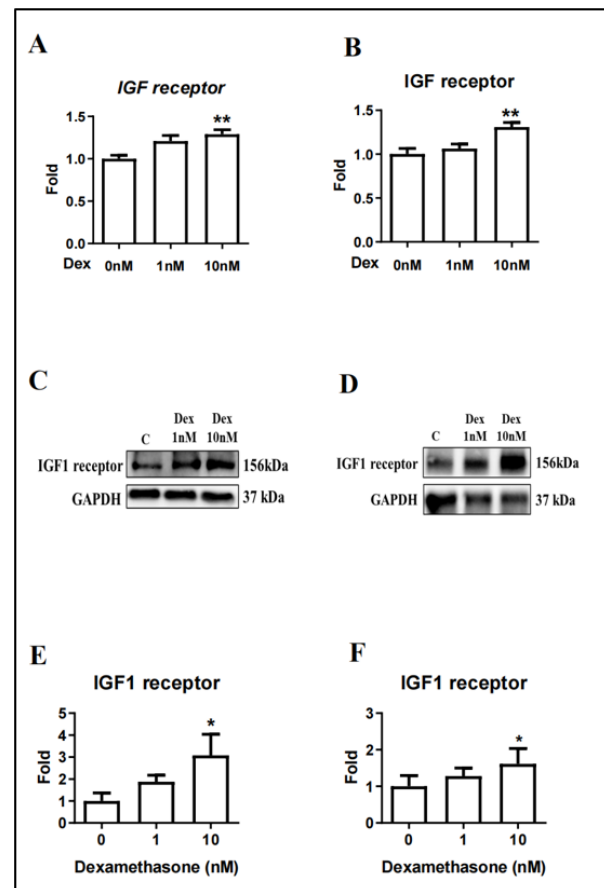 A
IGF receptor
**
1.5
1.0
0.5
0.0
Fold
Dex 0nM 1nM 10nM
B
IGF receptor
**
1.5
1.0
0.5
0.0
Fold
Dex 0nM 1nM 10nM
C
C Dex 1nM Dex 10nM
IGF1 receptor 156kDa
GAPDH 37 kDa
D
C Dex 1nM Dex 10nM
IGF1 receptor 156kDa
GAPDH 37 kDa
E
IGF1 receptor
*
5
4
3
2
1
0
Fold
0 1 10
Dexamethasone (nM)
F
IGF1 receptor
*
3
2
1
0
Fold
0 1 10
Dexamethasone (nM)